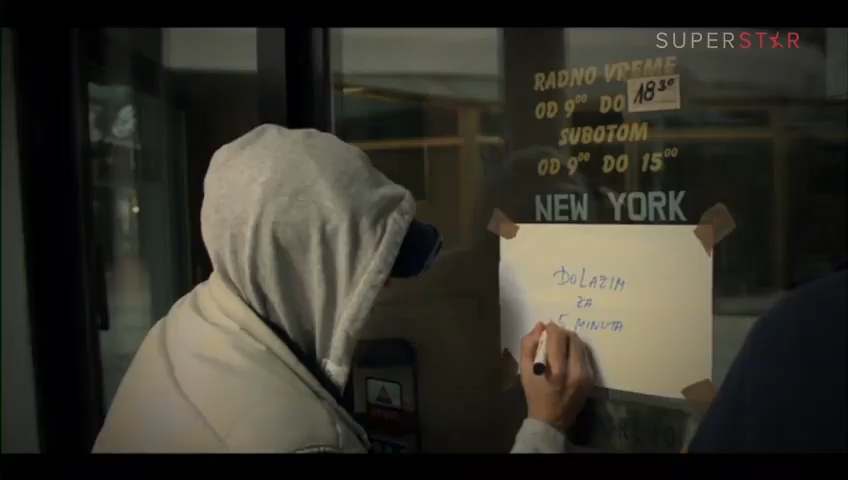 SUPERSTAR
RADNO VREME
OD 9⁰⁰ DO 18³⁰
SUBOTOM
OD 9⁰⁰ DO 15⁰⁰
NEW YORK
DOLAZIM
ZA
5 MINUTA